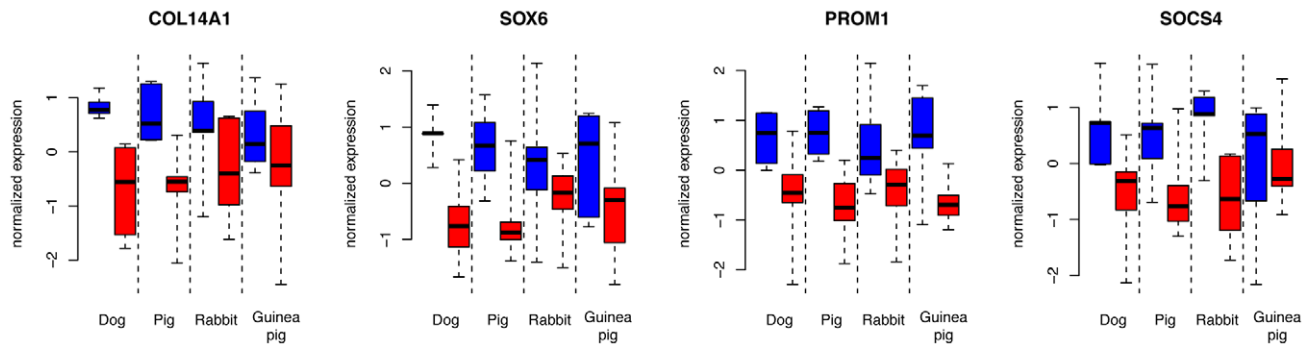 COL14A1
normalized expression
1
0
−1
−2
Dog
Pig
Rabbit
Guinea
pig
SOX6
normalized expression
2
1
0
−1
Dog
Pig
Rabbit
Guinea
pig
PROM1
normalized expression
2
1
0
−1
−2
Dog
Pig
Rabbit
Guinea
pig
SOCS4
normalized expression
1
0
−1
−2
Dog
Pig
Rabbit
Guinea
pig